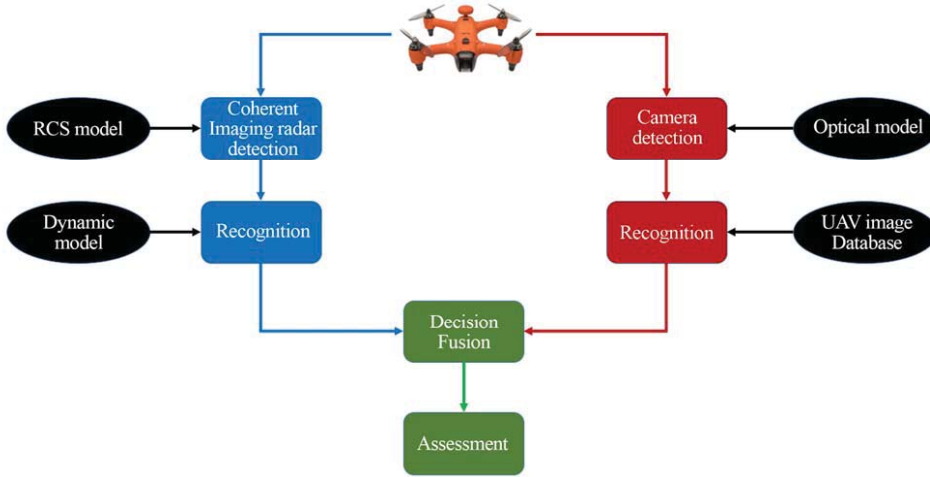 RCS model
Coherent
Imaging radar
detection
Camera
detection
Optical model
Dynamic
model
Recognition
Recognition
UAV image
Database
Decision
Fusion
Assessment